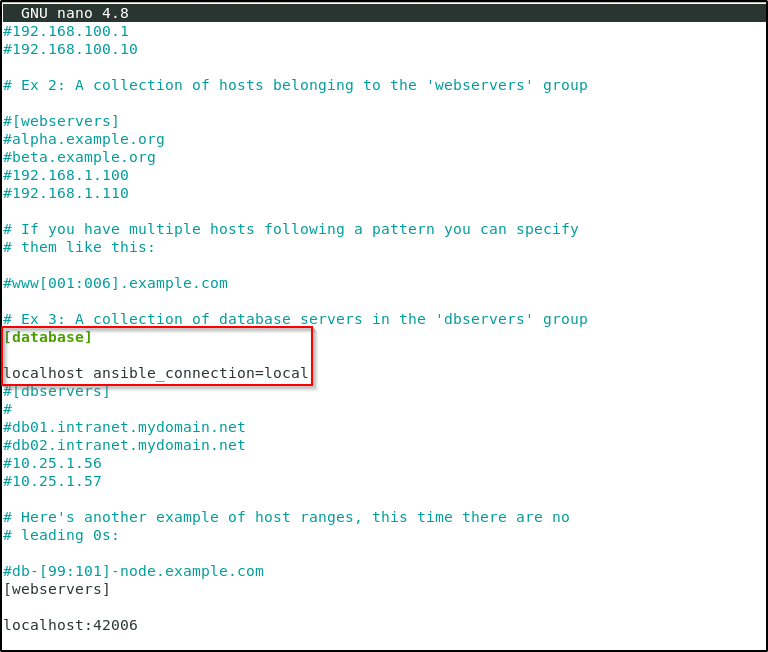 GNU nano 4.8
#192.168.100.1
#192.168.100.10
# Ex 2: A collection of hosts belonging to the 'webservers' group
#[webservers]
#alpha.example.org
#beta.example.org
#192.168.1.100
#192.168.1.110
# If you have multiple hosts following a pattern you can specify
# them like this:
#www[001:006].example.com
# Ex 3: A collection of database servers in the 'dbservers' group
[database]
localhost ansible_connection=local
#[dbservers]
#
#db01.intranet.mydomain.net
#db02.intranet.mydomain.net
#10.25.1.56
#10.25.1.57
# Here's another example of host ranges, this time there are no
# leading 0s:
#db-[99:101]-node.example.com
[webservers]
localhost:42006